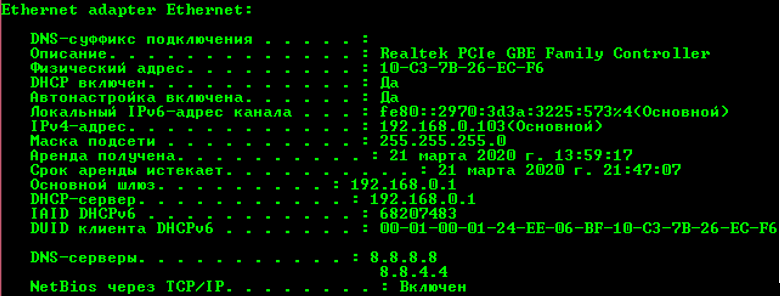 Ethernet adapter Ethernet:
DNS-суффикс подключения . . . . . :
Описание. . . . . . . . . . . . . : Realtek PCIe GBE Family Controller
Физический адрес. . . . . . . . . : 10-C3-7B-26-EC-F6
DHCP включен. . . . . . . . . . . : Да
Автонастройка включена. . . . . . : Да
Локальный IPv6-адрес канала . . . : fe80::2970:3d3a:3225:573%4(Основной)
IPv4-адрес. . . . . . . . . . . . : 192.168.0.103(Основной)
Маска подсети . . . . . . . . . . : 255.255.255.0
Аренда получена. . . . . . . . . . : 21 марта 2020 г. 13:59:17
Срок аренды истекает. . . . . . . . . . : 21 марта 2020 г. 21:47:07
Основной шлюз. . . . . . . . . : 192.168.0.1
DHCP-сервер. . . . . . . . . . . : 192.168.0.1
IAID DHCPv6 . . . . . . . . . . . : 68207483
DUID клиента DHCPv6 . . . . . . . : 00-01-00-01-24-EE-06-BF-10-C3-7B-26-EC-F6
DNS-серверы. . . . . . . . . . . : 8.8.8.8
8.8.4.4
NetBios через TCP/IP. . . . . . . . : Включен